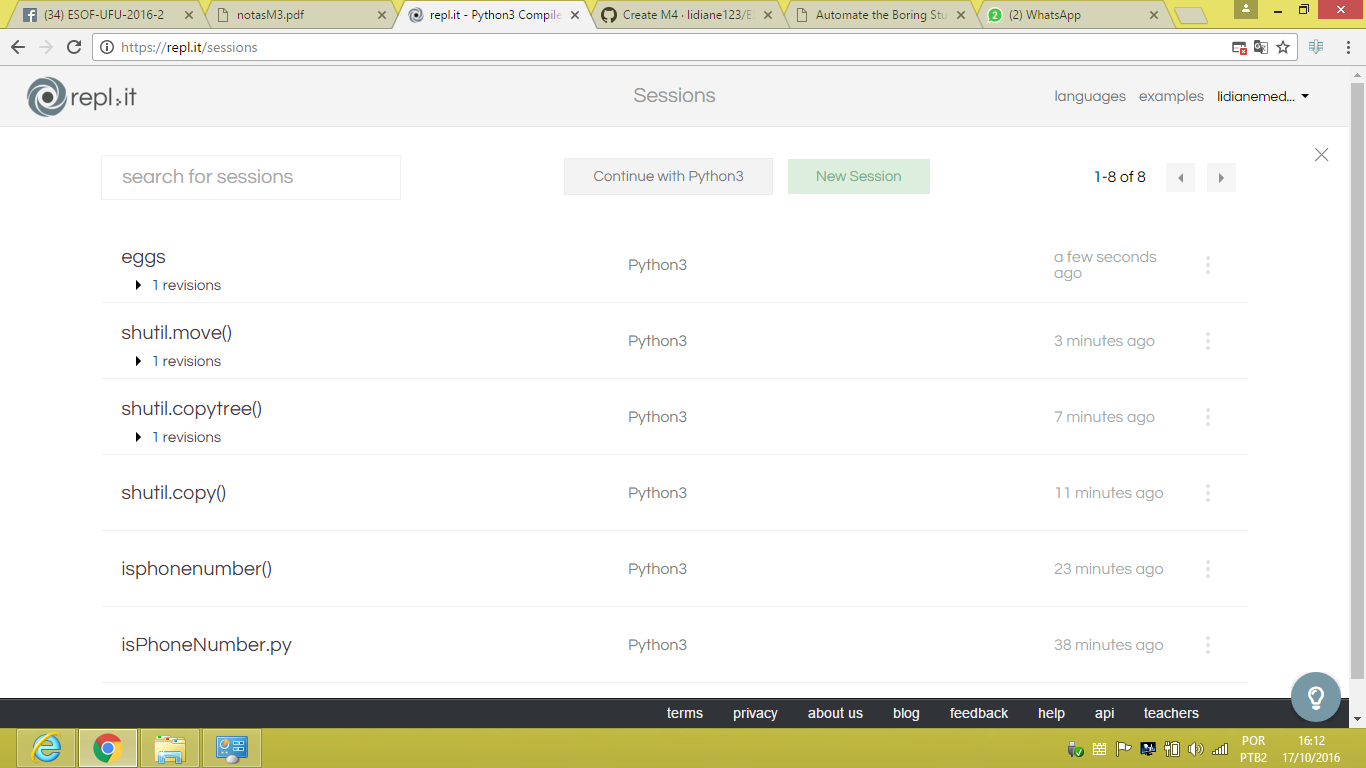 (34) ESOF-UFU-2016-2
notasM3.pdf
repl.it - Python3 Compile
Create M4 · lidiane123/E
Automate the Boring Stu
(2) WhatsApp
https://repl.it/sessions
repl.it
Sessions
languages
examples
lidianemed...
search for sessions
Continue with Python3
New Session
1-8 of 8
eggs
1 revisions
Python3
a few seconds
ago
shutil.move()
1 revisions
Python3
3 minutes ago
shutil.copytree()
1 revisions
Python3
7 minutes ago
shutil.copy()
Python3
11 minutes ago
isphonenumber()
Python3
23 minutes ago
isPhoneNumber.py
Python3
38 minutes ago
terms
privacy
about us
blog
feedback
help
api
teachers
POR
PTB2
16:12
17/10/2016